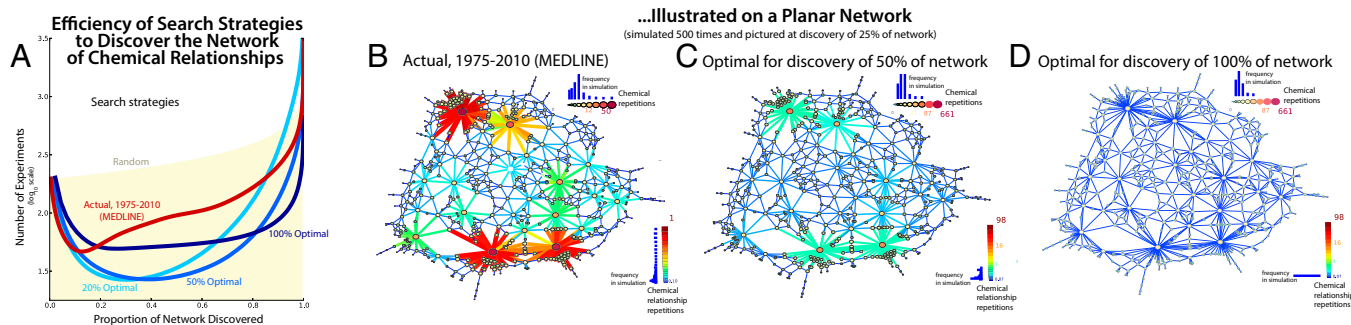 Efficiency of Search Strategies
to Discover the Network
of Chemical Relationships
A
3.5
3.0
2.5
2.0
1.5
Number of Experiments
(log10 scale)
Search strategies
Random
Actual, 1975-2010
(MEDLINE)
100% Optimal
20% Optimal
50% Optimal
0.0
0.2
0.4
0.6
0.8
1.0
Proportion of Network Discovered
...Illustrated on a Planar Network
(simulated 500 times and pictured at discovery of 25% of network)
B
Actual, 1975-2010 (MEDLINE)
frequency
in simulation
Chemical
repetitions
50
1
frequency
in simulation
Chemical
relationship
repetitions
C
Optimal for discovery of 50% of network
frequency
in simulation
Chemical
repetitions
87
661
98
16
frequency
in simulation
Chemical
relationship
repetitions
D
Optimal for discovery of 100% of network
frequency
in simulation
Chemical
repetitions
87
661
98
16
frequency
in simulation
Chemical
relationship
repetitions